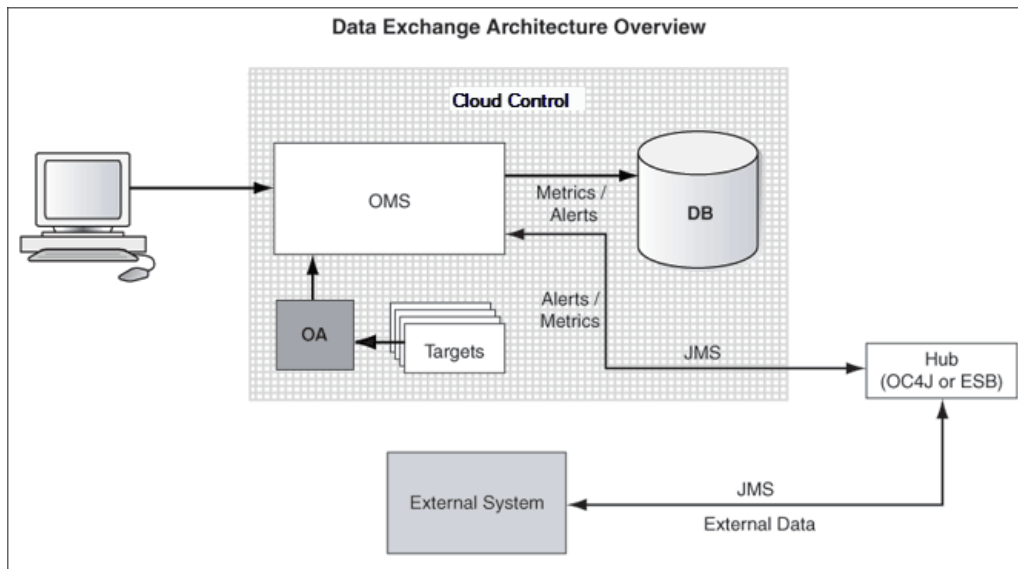 Data Exchange Architecture Overview
Cloud Control
OMS
Metrics /
Alerts
DB
Alerts /
Metrics
OA
Targets
JMS
Hub
(OC4J or ESB)
External System
JMS
External Data